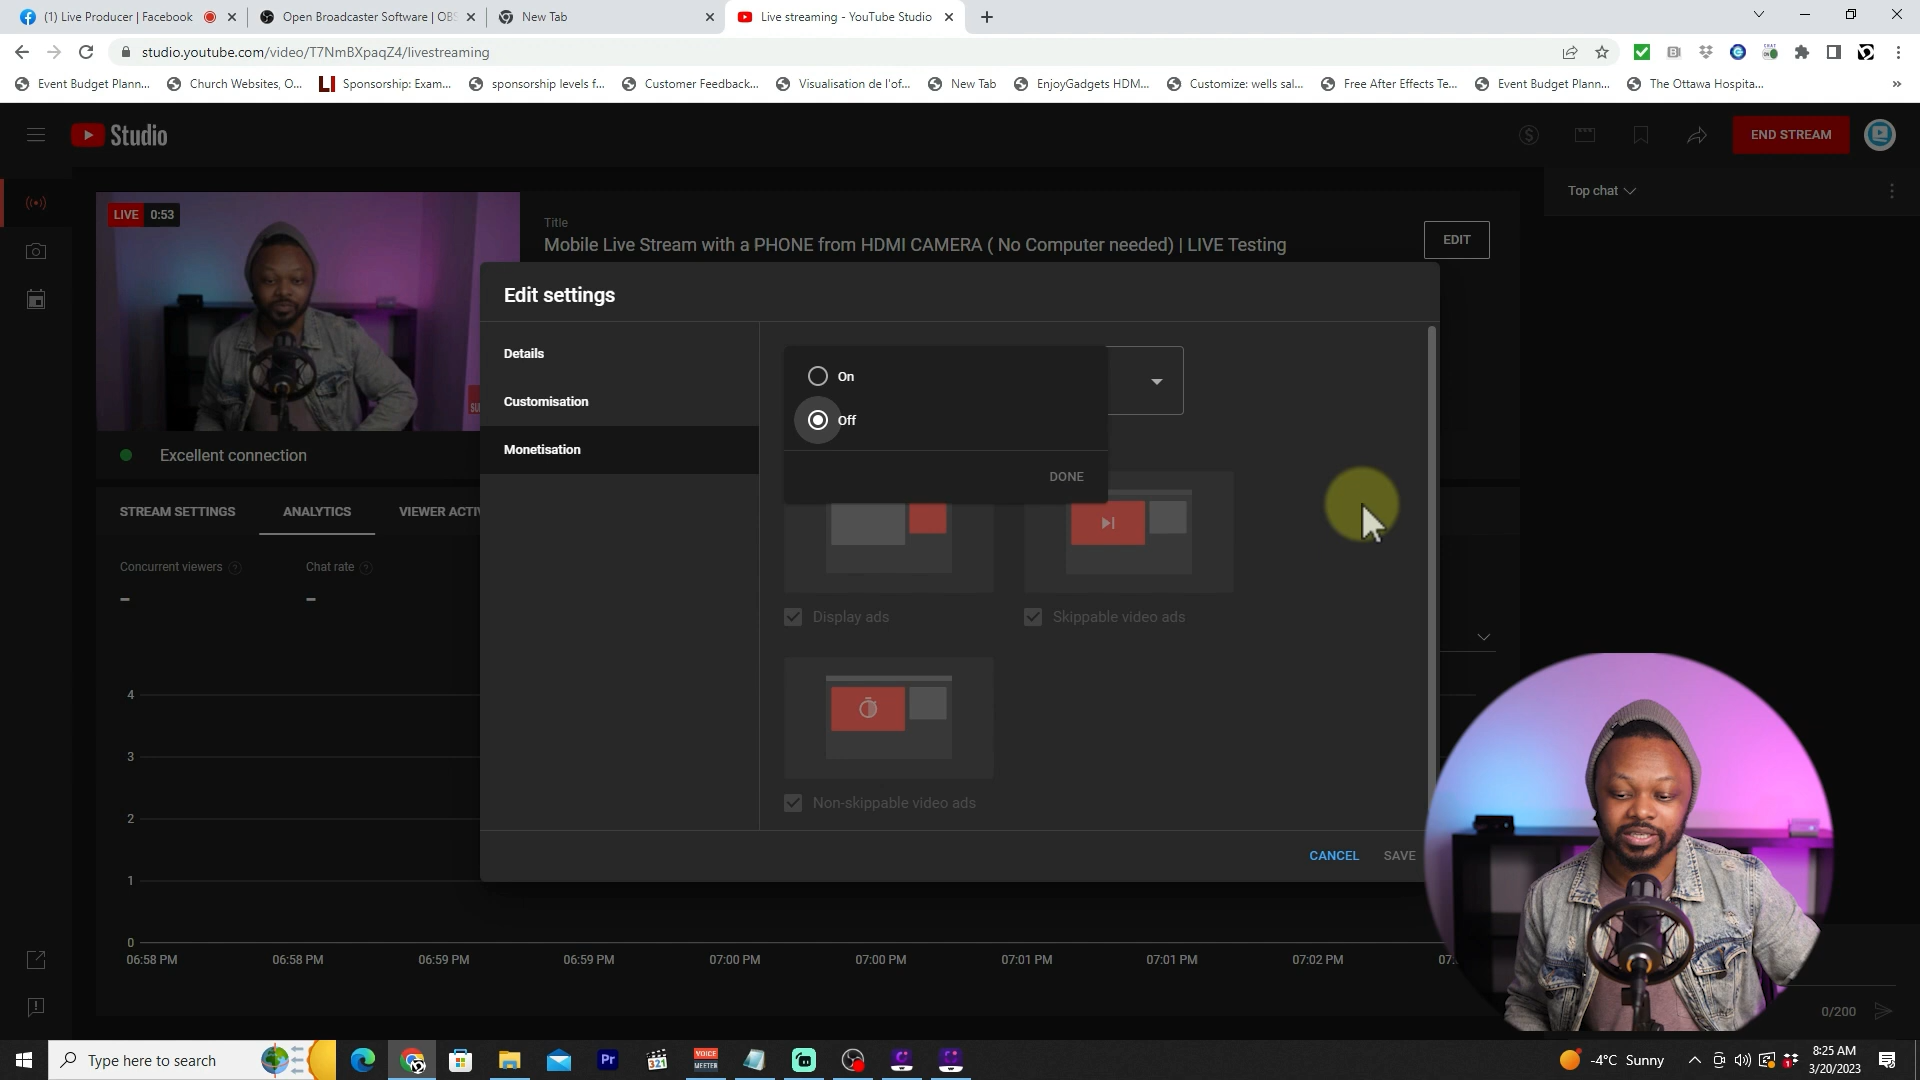 (1) Live Producer | Facebook
Open Broadcaster Software | OBS
New Tab
Live streaming - YouTube Studio
studio.youtube.com/video/T7NmBXpaqZ4/livestreaming
Event Budget Plann...
Church Websites, O...
Sponsorship: Exam...
sponsorship levels f...
Customer Feedback...
Visualisation de l'of...
New Tab
EnjoyGadgets HDM...
Customize: wells sal...
Free After Effects Te...
Event Budget Plann...
The Ottawa Hospita...
Studio
END STREAM
LIVE 0:53
Title
Mobile Live Stream with a PHONE from HDMI CAMERA ( No Computer needed) | LIVE Testing
EDIT
Top chat
Edit settings
Details
Customisation
Monetisation
On
Off
DONE
Display ads
Skippable video ads
Non-skippable video ads
CANCEL
SAVE
Excellent connection
STREAM SETTINGS
ANALYTICS
VIEWER ACTI
Concurrent viewers
Chat rate
–
–
4
3
2
1
0
06:58 PM
06:58 PM
06:59 PM
06:59 PM
07:00 PM
07:00 PM
07:01 PM
07:01 PM
07:02 PM
07:
0/200
Type here to search
Pr
321
VOICE
MEETER
-4°C Sunny
8:25 AM
3/20/2023